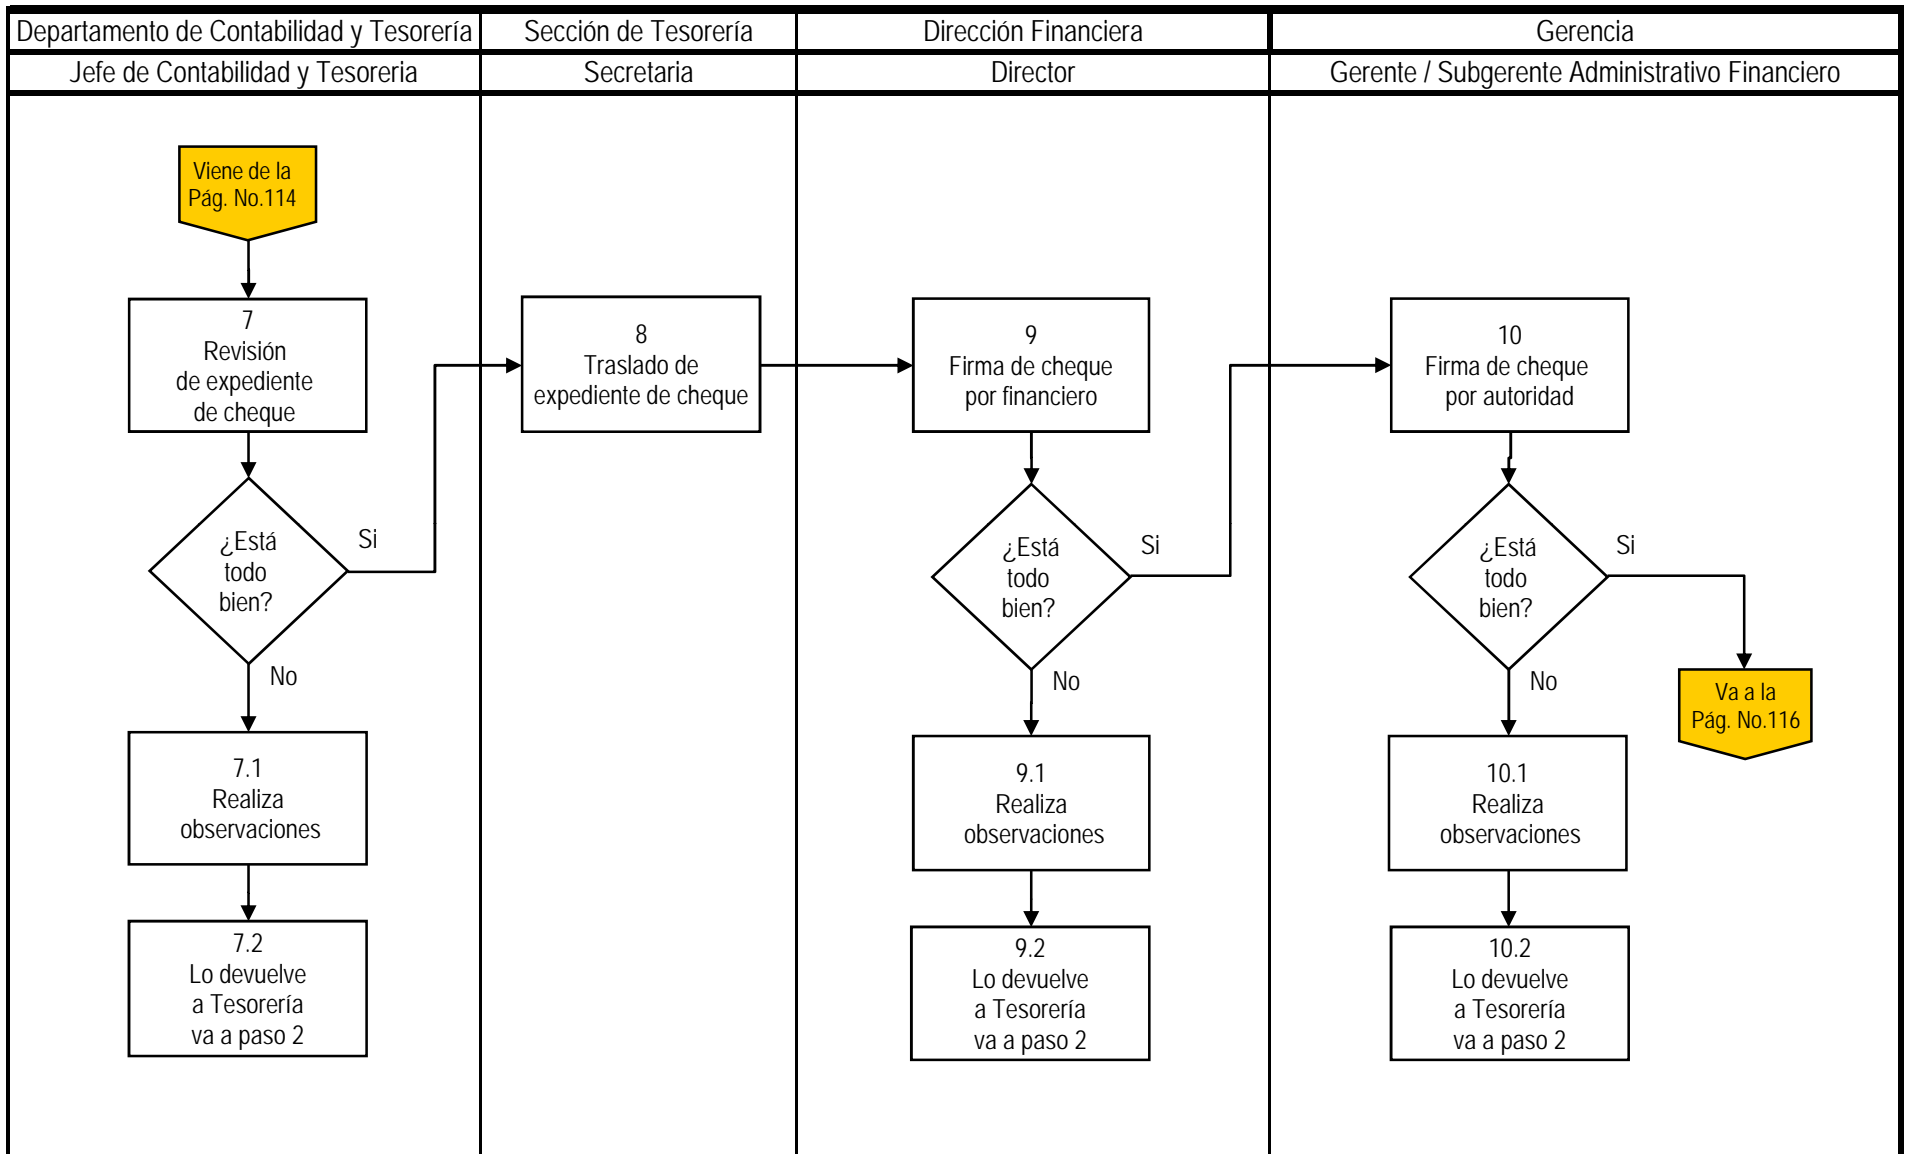 Departamento de Contabilidad y Tesorería
Sección de Tesorería
Dirección Financiera
Gerencia
Jefe de Contabilidad y Tesoreria
Secretaria
Director
Gerente / Subgerente Administrativo Financiero
Viene de la
Pág. No.114
7
Revisión
de expediente
de cheque
8
Traslado de
expediente de cheque
9
Firma de cheque
por financiero
10
Firma de cheque
por autoridad
¿Está
todo
bien?
Si
No
¿Está
todo
bien?
Si
No
¿Está
todo
bien?
Si
No
Va a la
Pág. No.116
7.1
Realiza
observaciones
9.1
Realiza
observaciones
10.1
Realiza
observaciones
7.2
Lo devuelve
a Tesorería
va a paso 2
9.2
Lo devuelve
a Tesorería
va a paso 2
10.2
Lo devuelve
a Tesorería
va a paso 2